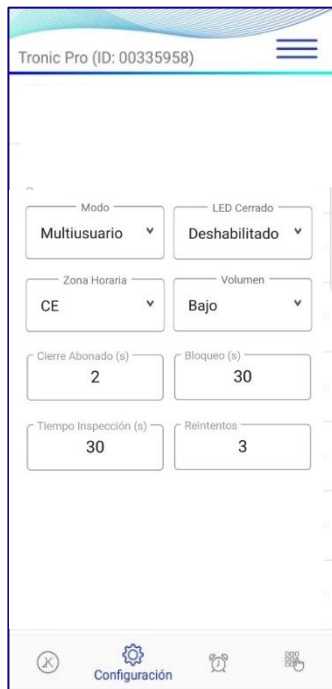 Tronic Pro (ID: 00335958)
Modo
LED Cerrado
Multiusuario
Deshabilitado
Zona Horaria
Volumen
CE
Bajo
Cierre Abonado (s)
Bloqueo (s)
2
30
Tiempo Inspección (s)
Reintentos
30
3
Configuración